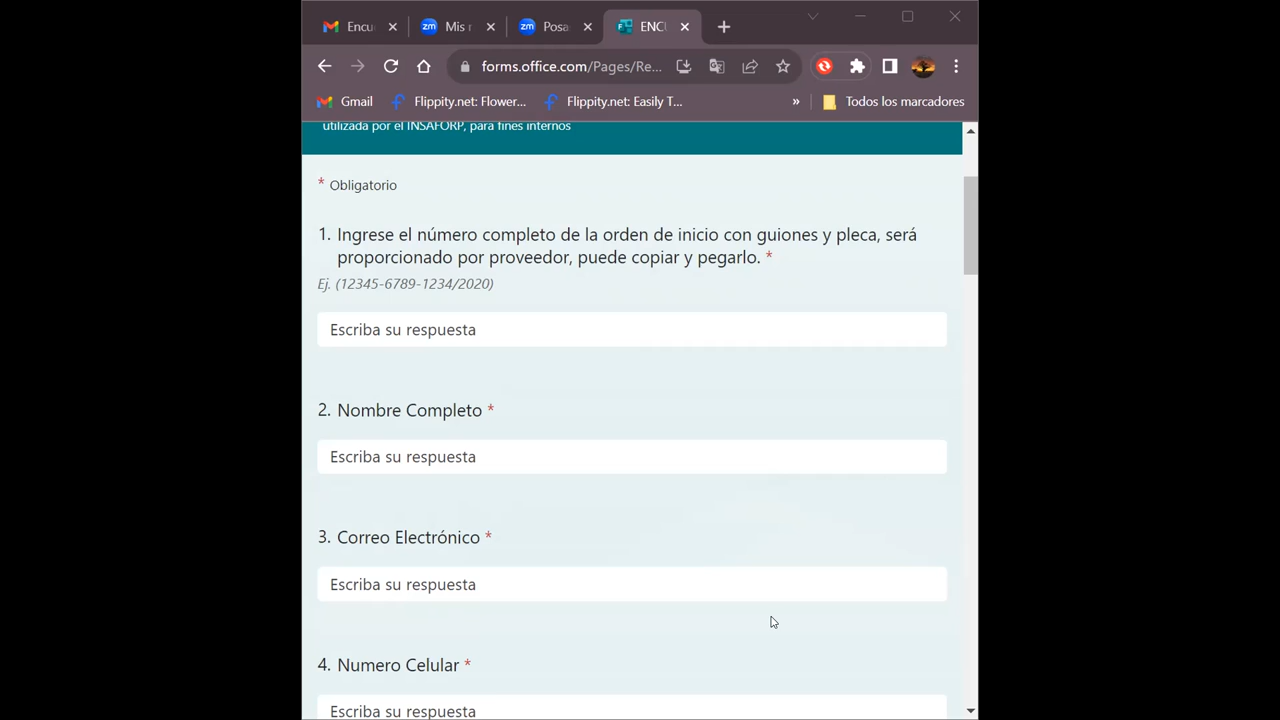 Encu
Mis r
Posa
ENCU
forms.office.com/Pages/Re...
Gmail
Flippity.net: Flower...
Flippity.net: Easily T...
»
Todos los marcadores
utilizada por el INSAFORP, para fines internos
* Obligatorio
1. Ingrese el número completo de la orden de inicio con guiones y pleca, será
proporcionado por proveedor, puede copiar y pegarlo. *
Ej. (12345-6789-1234/2020)
Escriba su respuesta
2. Nombre Completo *
Escriba su respuesta
3. Correo Electrónico *
Escriba su respuesta
4. Numero Celular *
Escriba su respuesta